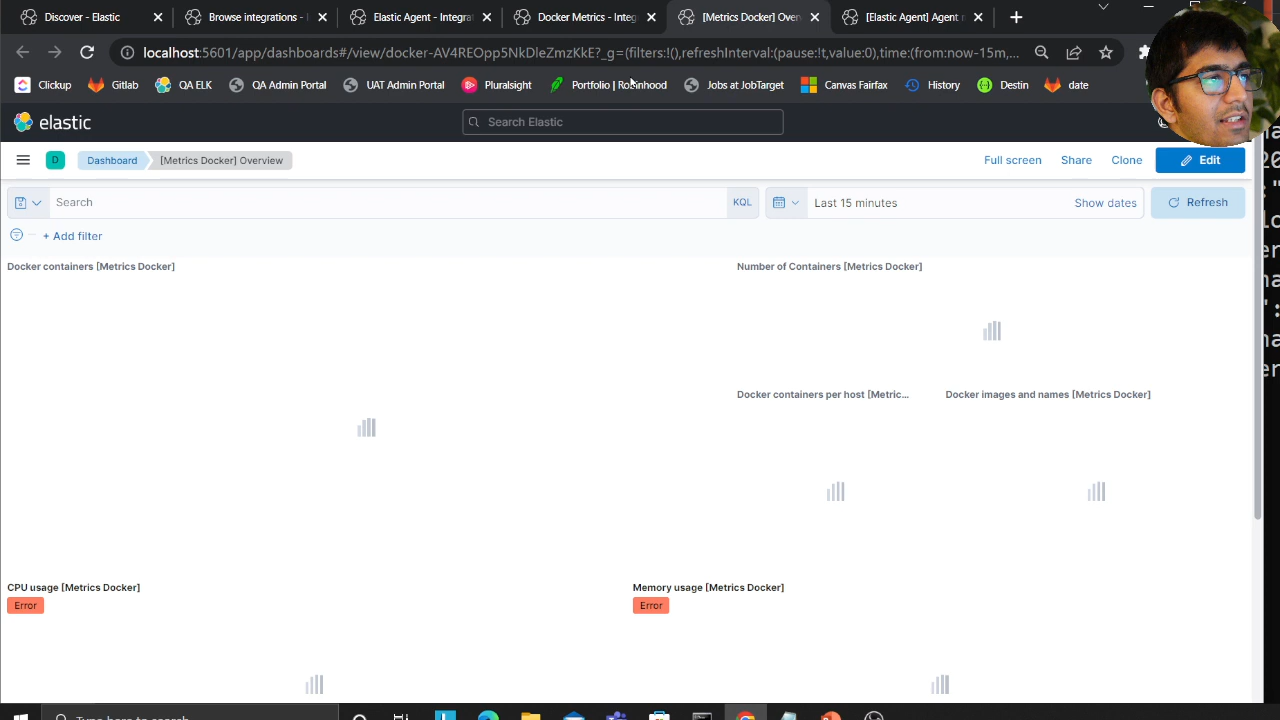 Discover - Elastic
Browse integrations - I
Elastic Agent - Integrat
Docker Metrics - Integ
[Metrics Docker] Over
[Elastic Agent] Agent m
localhost:5601/app/dashboards#/view/docker-AV4REOpp5NkDleZmzKkE?_g=(filters:!(),refreshInterval:(pause:!t,value:0),time:(from:now-15m,...
Clickup
Gitlab
QA ELK
QA Admin Portal
UAT Admin Portal
Pluralsight
Portfolio | Robinhood
Jobs at JobTarget
Canvas Fairfax
History
Destin
date
elastic
Search Elastic
D
Dashboard
[Metrics Docker] Overview
Full screen
Share
Clone
Edit
Search
KQL
Last 15 minutes
Show dates
Refresh
+ Add filter
Docker containers [Metrics Docker]
Number of Containers [Metrics Docker]
Docker containers per host [Metric...
Docker images and names [Metrics Docker]
CPU usage [Metrics Docker]
Error
Memory usage [Metrics Docker]
Error
Type here to search